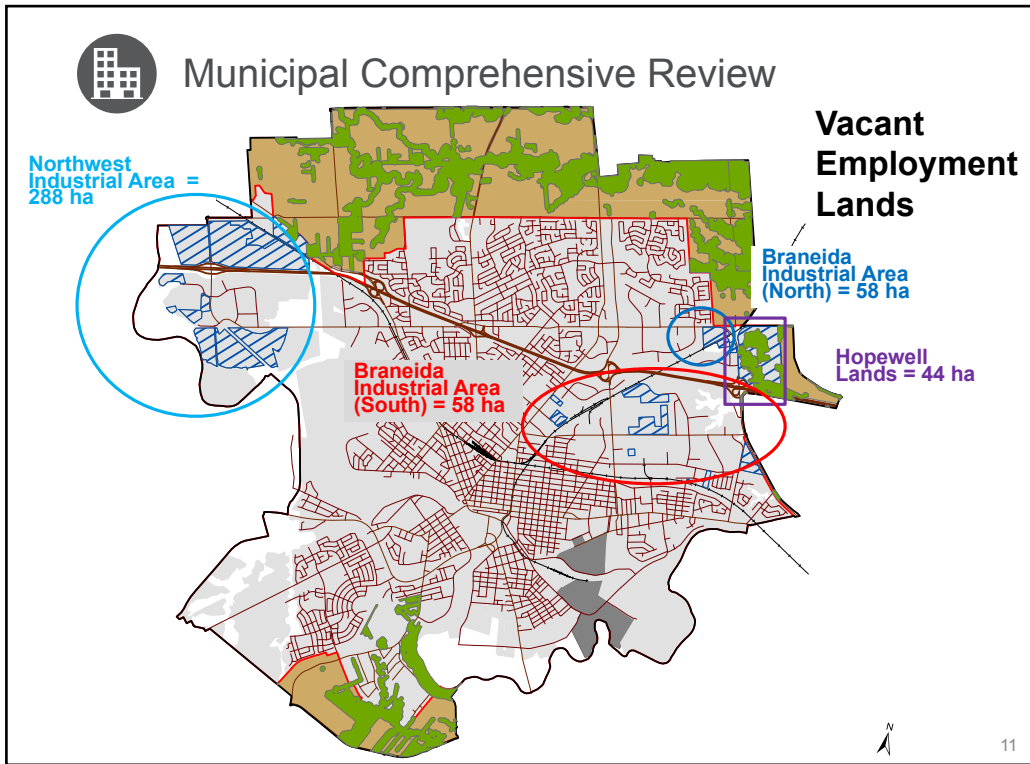 Municipal Comprehensive Review
Vacant
Employment
Lands
Northwest
Industrial Area =
288 ha
Braneida
Industrial Area
(North) = 58 ha
Hopewell
Lands = 44 ha
Braneida
Industrial Area
(South) = 58 ha
N
11